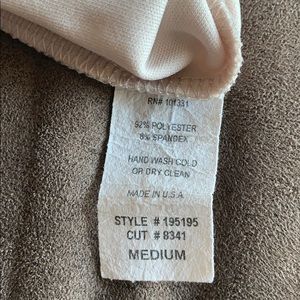 RN# 101331
92% POLYESTER
8% SPANDEX
HAND WASH COLD
OR DRY CLEAN
MADE IN U.S.A.
STYLE # 195195
CUT # 8341
MEDIUM